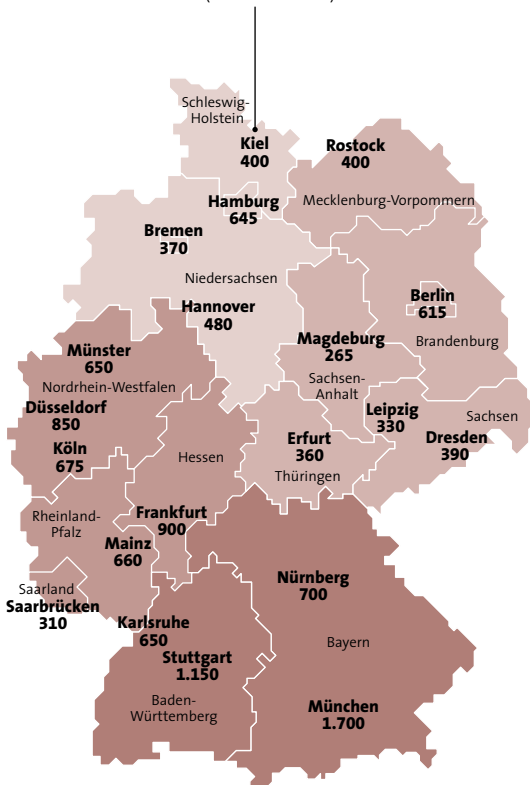 Schleswig-
Holstein
Kiel
400
Rostock
400
Mecklenburg-Vorpommern
Hamburg
645
Bremen
370
Niedersachsen
Hannover
480
Berlin
615
Brandenburg
Magdeburg
265
Sachsen-
Anhalt
Münster
650
Nordrhein-Westfalen
Düsseldorf
850
Köln
675
Leipzig
330
Sachsen
Dresden
390
Erfurt
360
Thüringen
Hessen
Frankfurt
900
Rheinland-
Pfalz
Mainz
660
Saarland
Saarbrücken
310
Nürnberg
700
Karlsruhe
650
Stuttgart
1.150
Bayern
Baden-
Württemberg
München
1.700